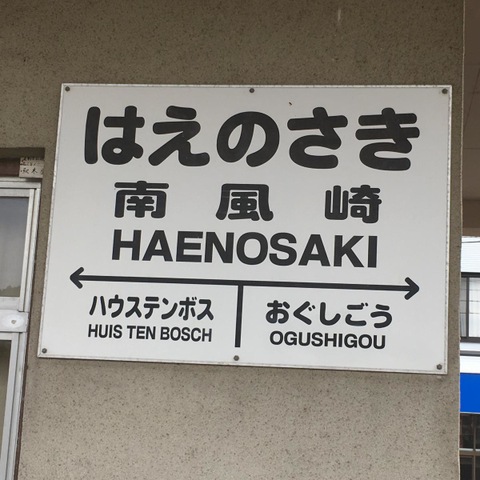 はえのさき
南風崎
HAENOSAKI
ハウステンボス
HUIS TEN BOSCH
おぐしごう
OGUSHIGOU